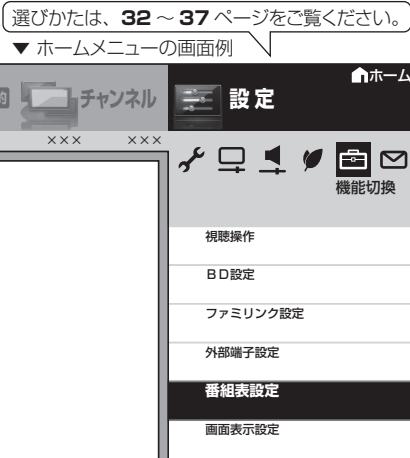 選びかたは、32～37ページをご覧ください。
▼ ホームメニューの画面例
ホーム
チャンネル
設定
××× ×××
機能切換
視聴操作
ＢＤ設定
ファミリンク設定
外部端子設定
番組表設定
画面表示設定